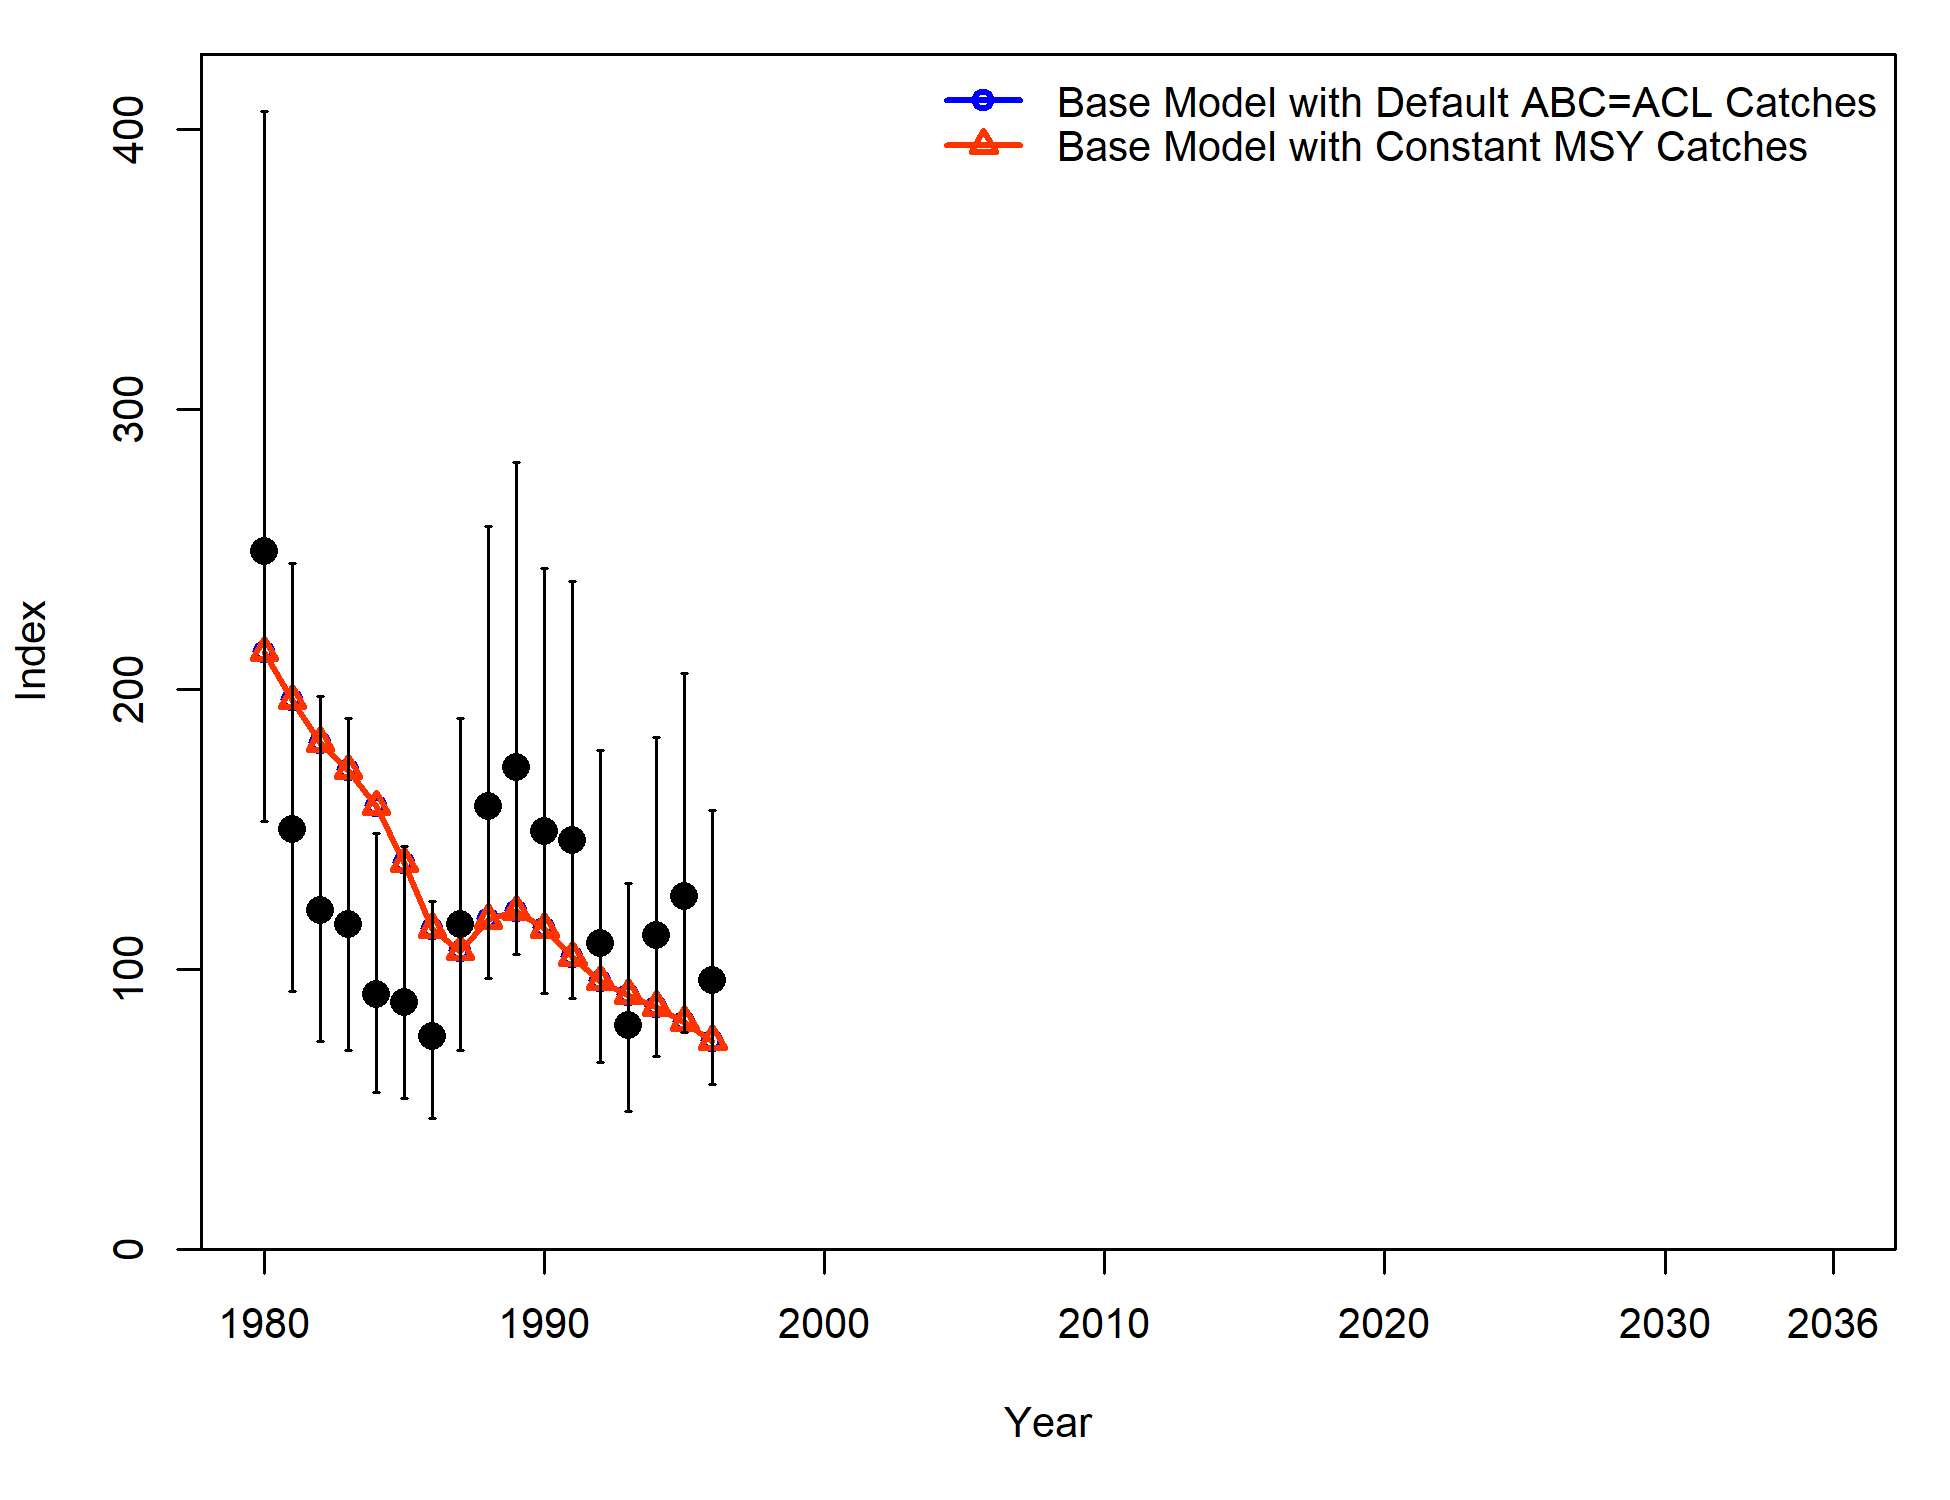 Base Model with Default ABC=ACL Catches
Base Model with Constant MSY Catches
400
300
200
100
0
Index
1980 1990 2000 2010 2020 2030 2036
Year